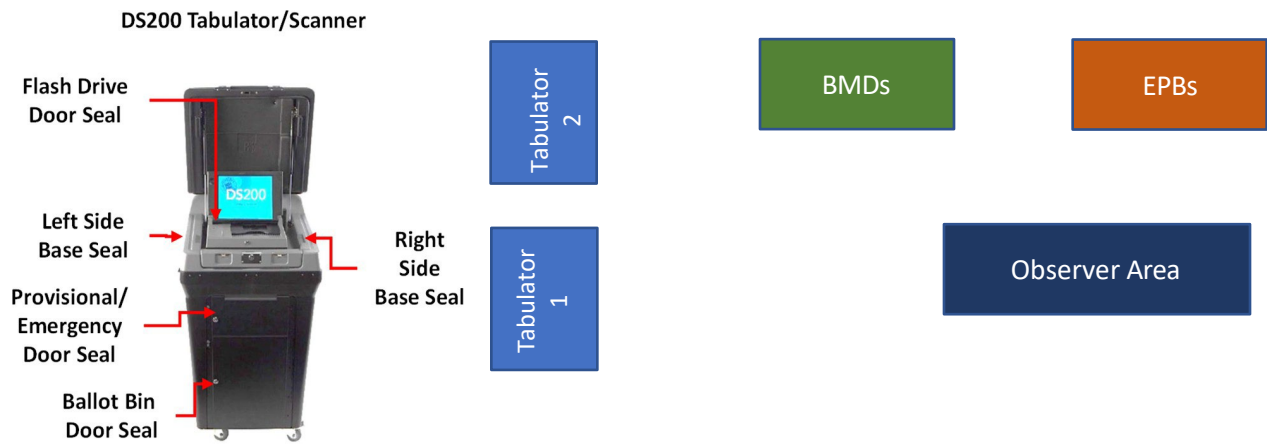 DS200 Tabulator/Scanner
Flash Drive
Door Seal
DS200
Left Side
Base Seal
Right
Side
Base Seal
Provisional/
Emergency
Door Seal
Ballot Bin
Door Seal
Tabulator
2
Tabulator
1
BMDs
EPBs
Observer Area